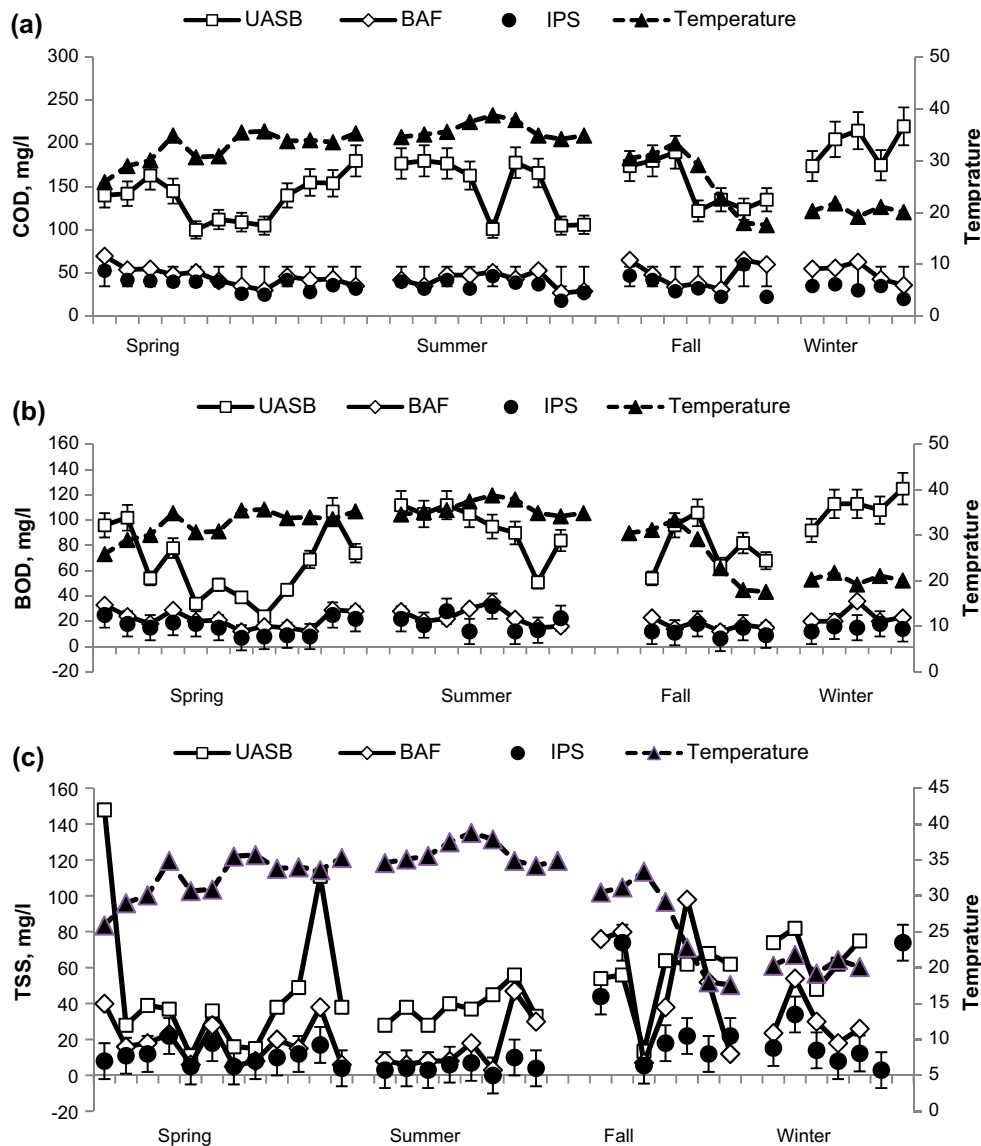 (a)
UASB BAF IPS Temperature
300 50
250 40
200 30
150
100 20
50 10
0 0
COD, mg/l
Temprature
Spring Summer Fall Winter
(b)
UASB BAF IPS Temperature
160 50
140
120 40
100
80 30
60
40 20
20 10
0
-20 0
BOD, mg/l
Temprature
Spring Summer Fall Winter
(c)
UASB BAF IPS Temperature
160 45
140 40
120 35
100 30
80 25
60 20
40 15
20 10
0 5
-20 0
TSS, mg/l
Temprature
Spring Summer Fall Winter